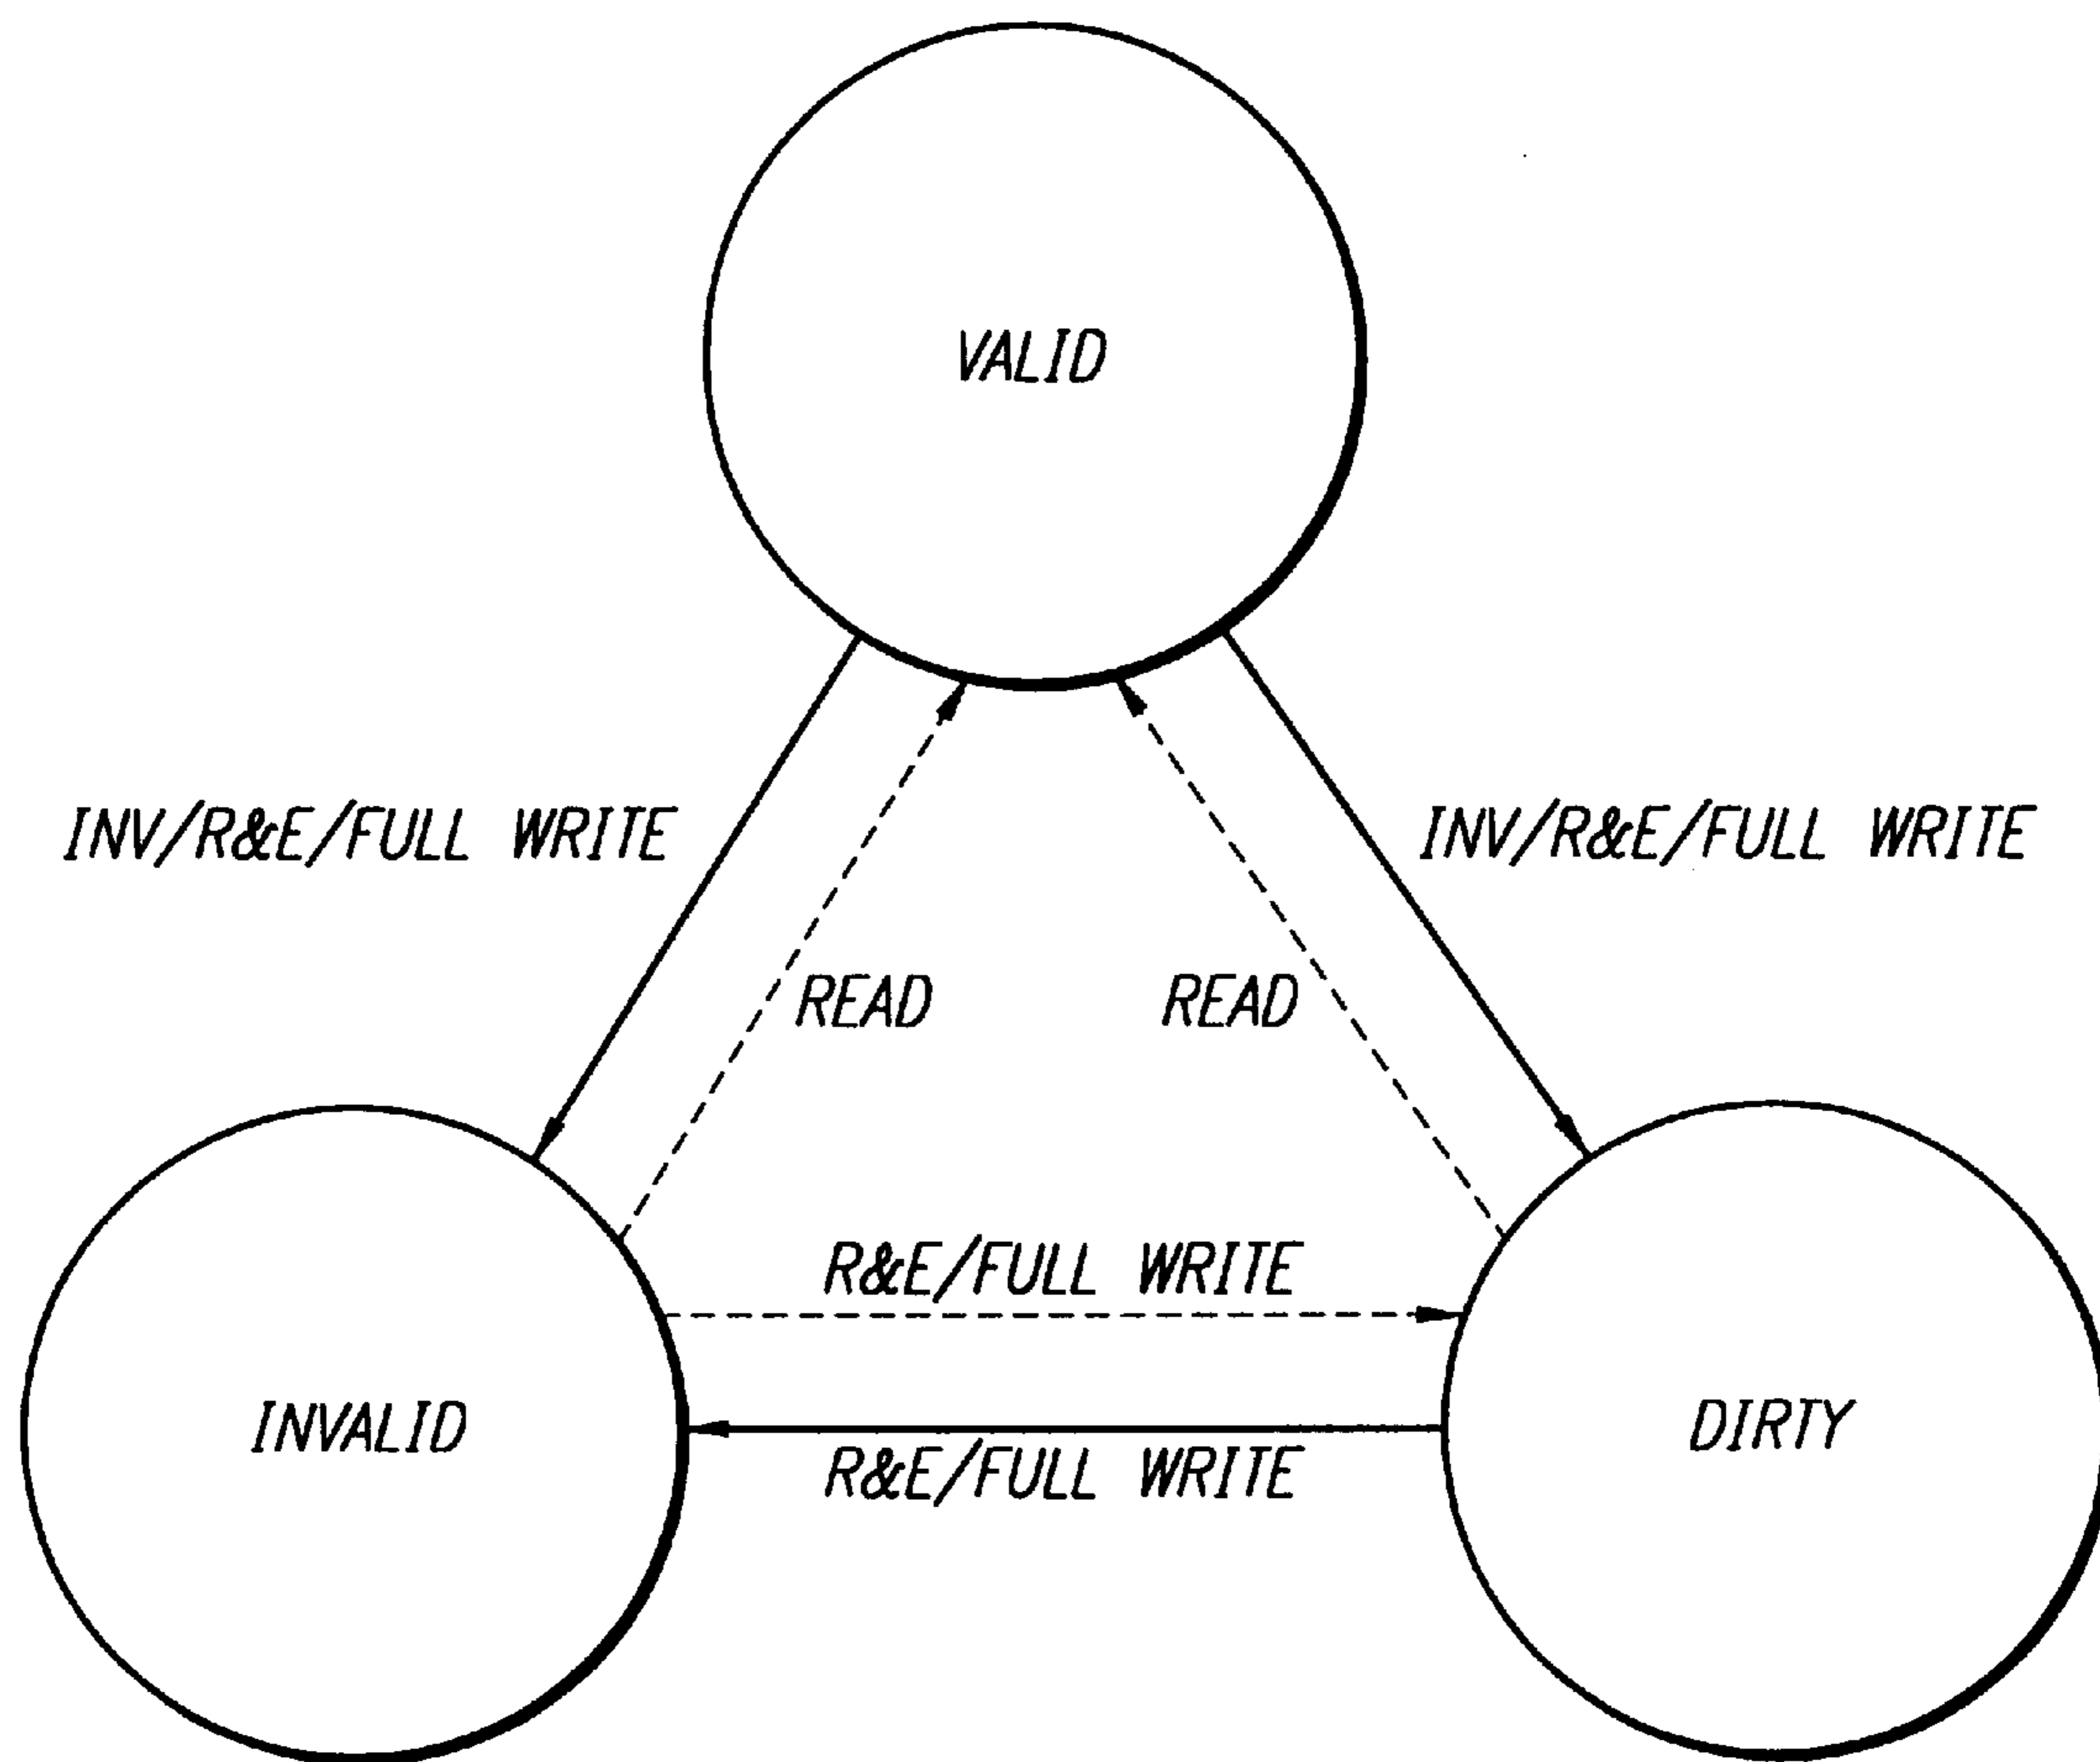 VALID
INV/R&E/FULL WRITE
INV/R&E/FULL WRITE
READ
READ
R&E/FULL WRITE
INVALID
DIRTY
R&E/FULL WRITE